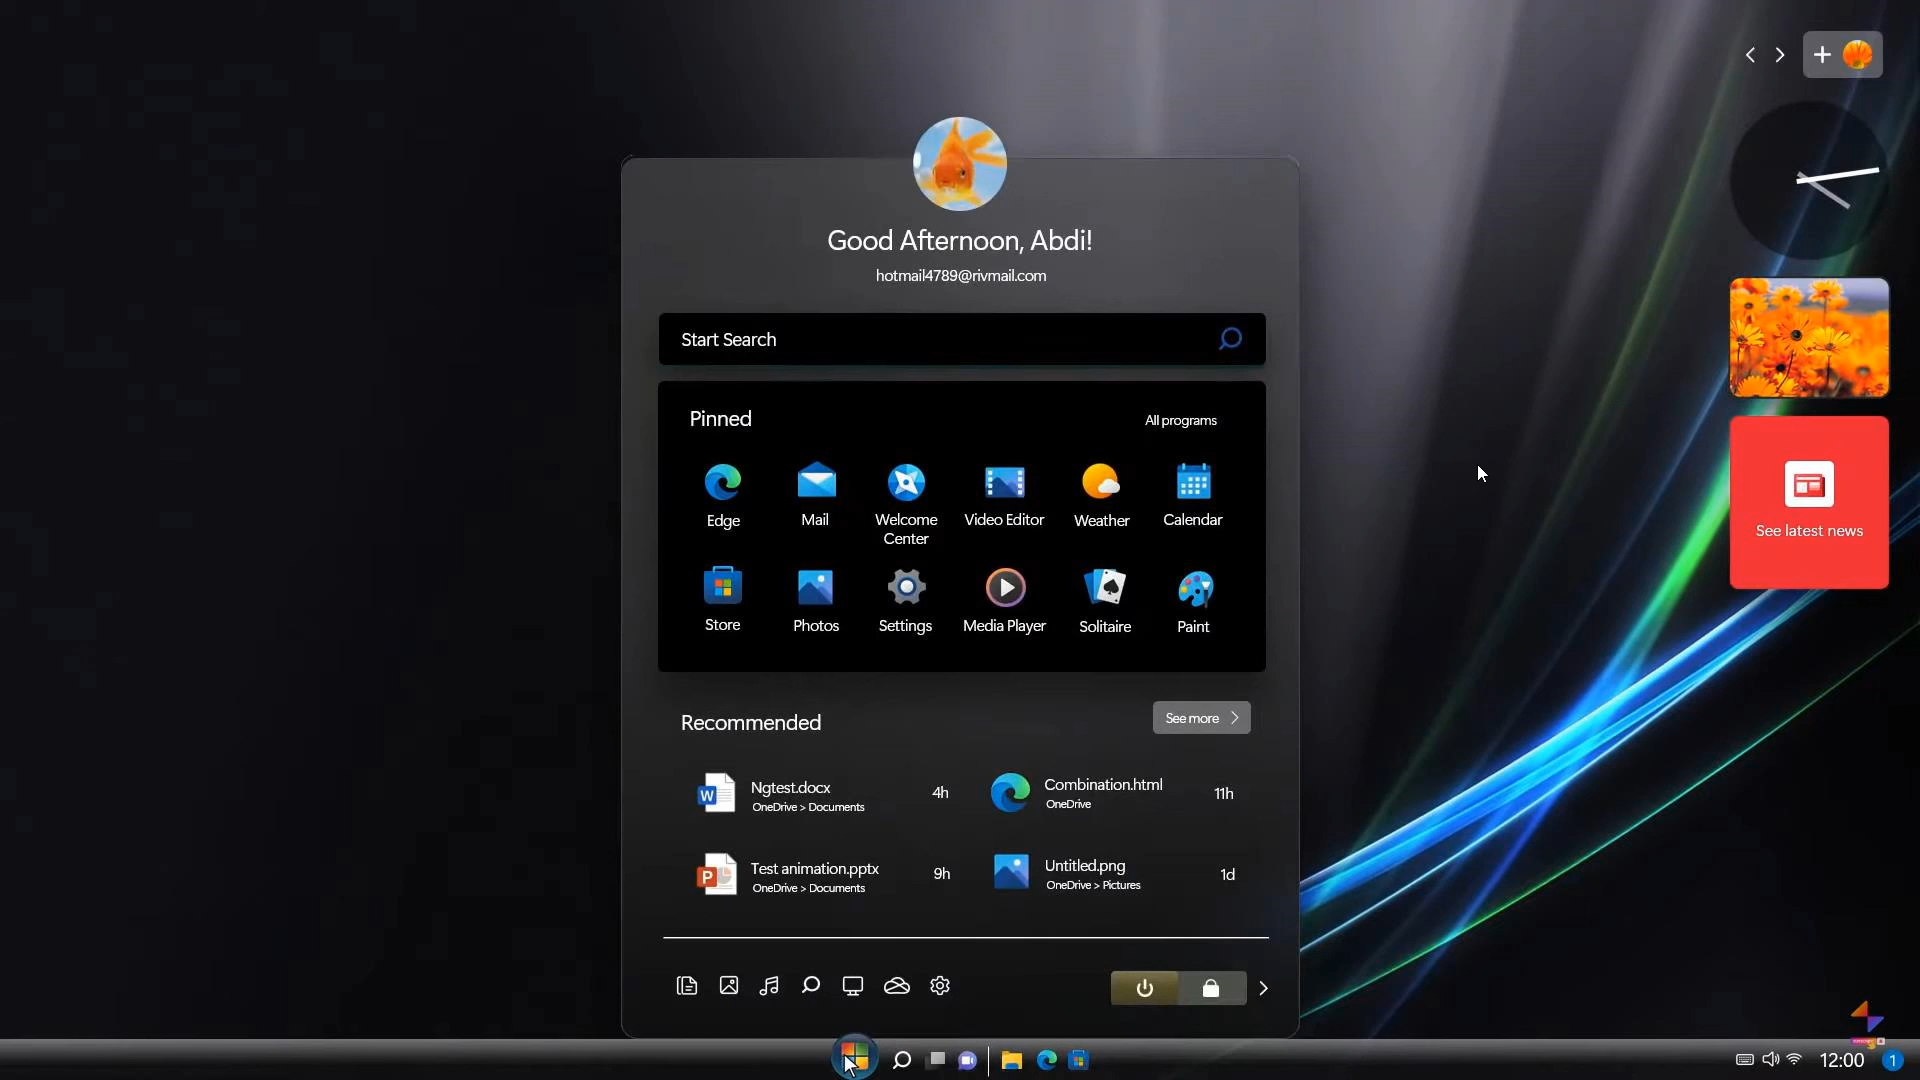 Good Afternoon, Abdi!
hotmail4789@rivmail.com
Start Search
Pinned
All programs
Edge
Mail
Welcome
Center
Video Editor
Weather
Calendar
Store
Photos
Settings
Media Player
Solitaire
Paint
Recommended
See more
Ngtest.docx
OneDrive > Documents
4h
Combination.html
OneDrive
11h
Test animation.pptx
OneDrive > Documents
9h
Untitled.png
OneDrive > Pictures
1d
See latest news
12:00
1